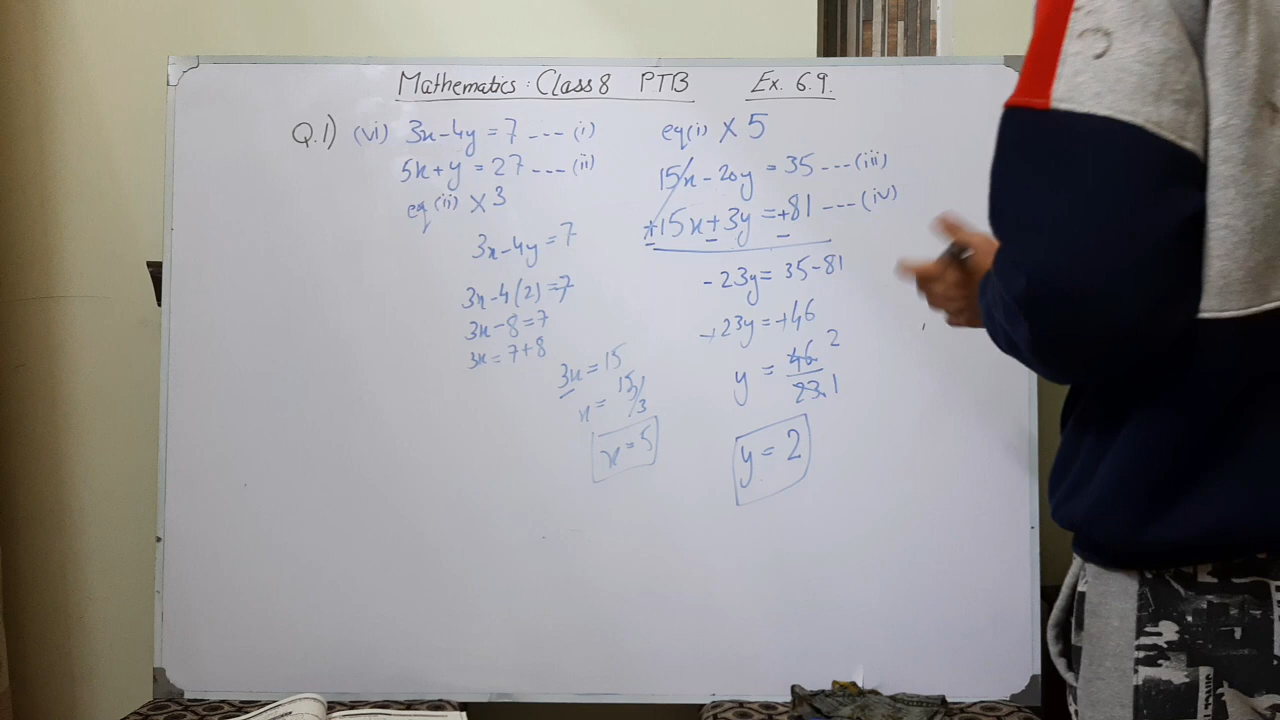 Mathematics : Class 8 PTB Ex. 6.9.
Q.1) (vi) 3x-4y = 7 --- (i)
5x+y = 27 --- (ii)
eq (ii) X 3
3x-4y = 7
3x-4(2) = 7
3x-8 = 7
3x = 7+8
3x = 15
x = 15/3
x = 5
eq(i) X 5
15x - 20y = 35 --- (iii)
+15x + 3y = +81 --- (iv)
- - -
-23y = 35-81
+23y = +46
y = 46/23 2 1
y = 2